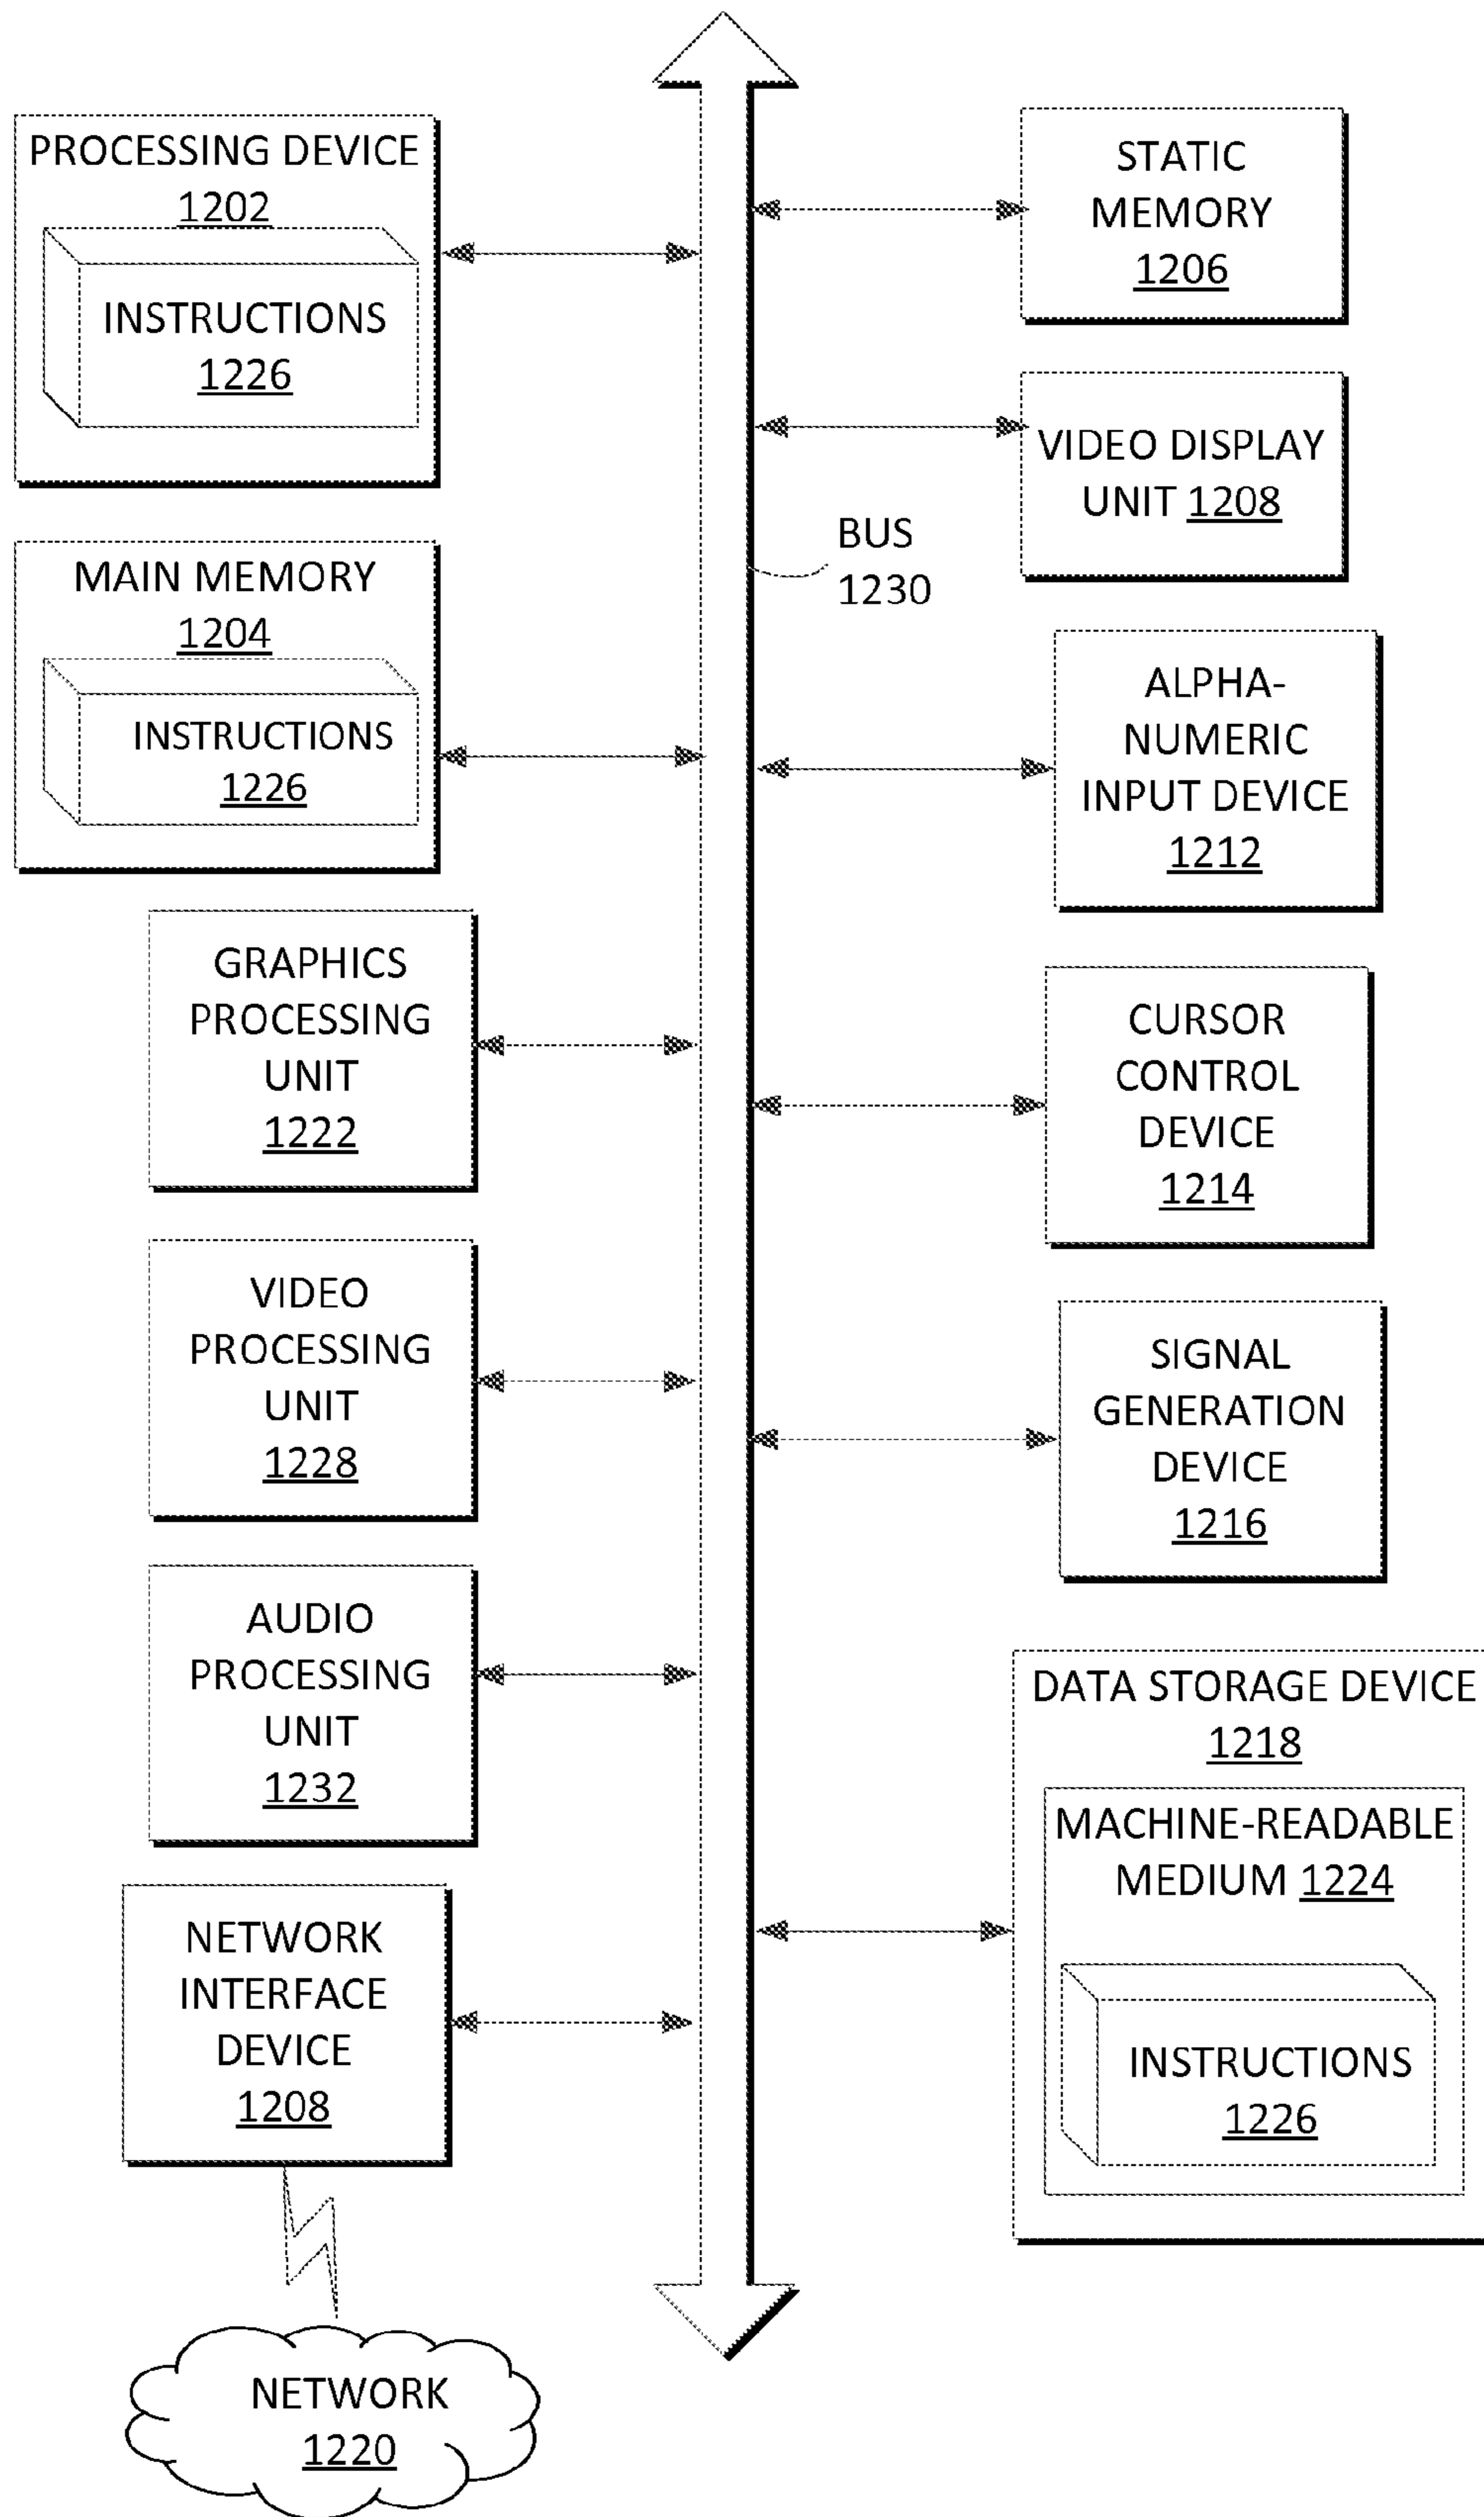 PROCESSING DEVICE
1202
INSTRUCTIONS
1226
MAIN MEMORY
1204
INSTRUCTIONS
1226
GRAPHICS
PROCESSING
UNIT
1222
VIDEO
PROCESSING
UNIT
1228
AUDIO
PROCESSING
UNIT
1232
NETWORK
INTERFACE
DEVICE
1208
NETWORK
1220
BUS
1230
STATIC
MEMORY
1206
VIDEO DISPLAY
UNIT 1208
ALPHA-
NUMERIC
INPUT DEVICE
1212
CURSOR
CONTROL
DEVICE
1214
SIGNAL
GENERATION
DEVICE
1216
DATA STORAGE DEVICE
1218
MACHINE-READABLE
MEDIUM 1224
INSTRUCTIONS
1226